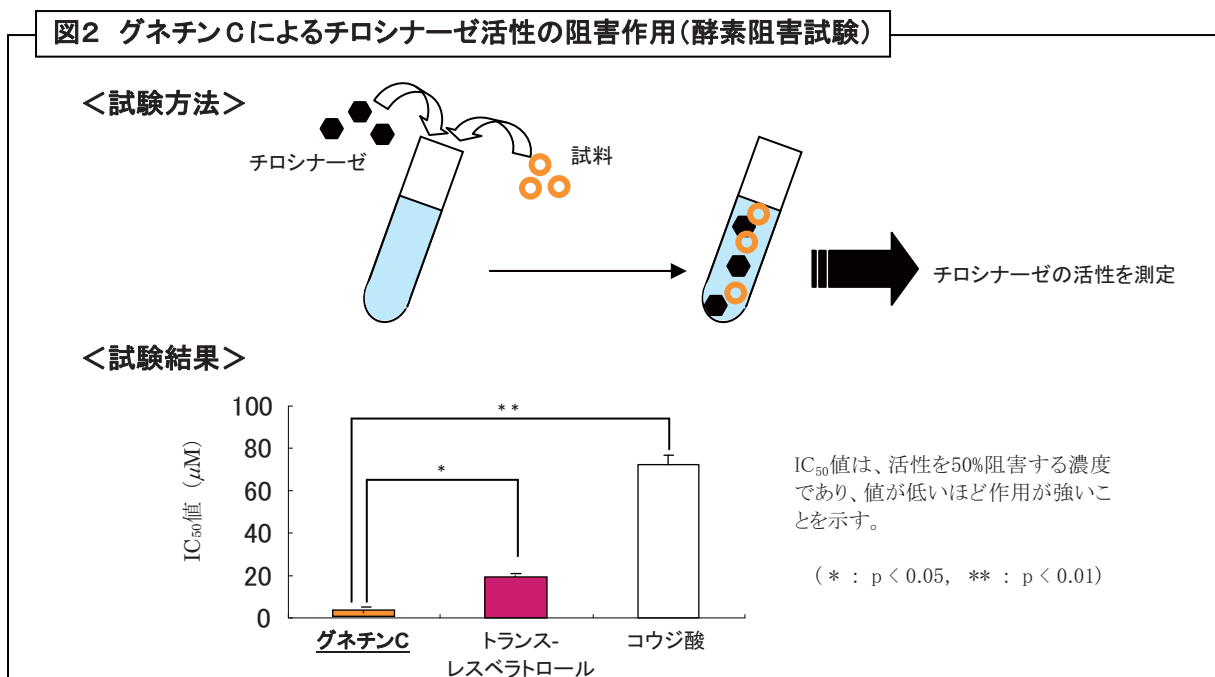 図2 グネチンCによるチロシナーゼ活性の阻害作用(酵素阻害試験)
＜試験方法＞
チロシナーゼ
試料
チロシナーゼの活性を測定
＜試験結果＞
IC50値 (μM)
100
80
60
40
20
0
**
*
グネチンC
トランス-
レスベラトロール
コウジ酸
IC50値は、活性を50%阻害する濃度
であり、値が低いほど作用が強いこ
とを示す。
(* : p < 0.05, ** : p < 0.01)